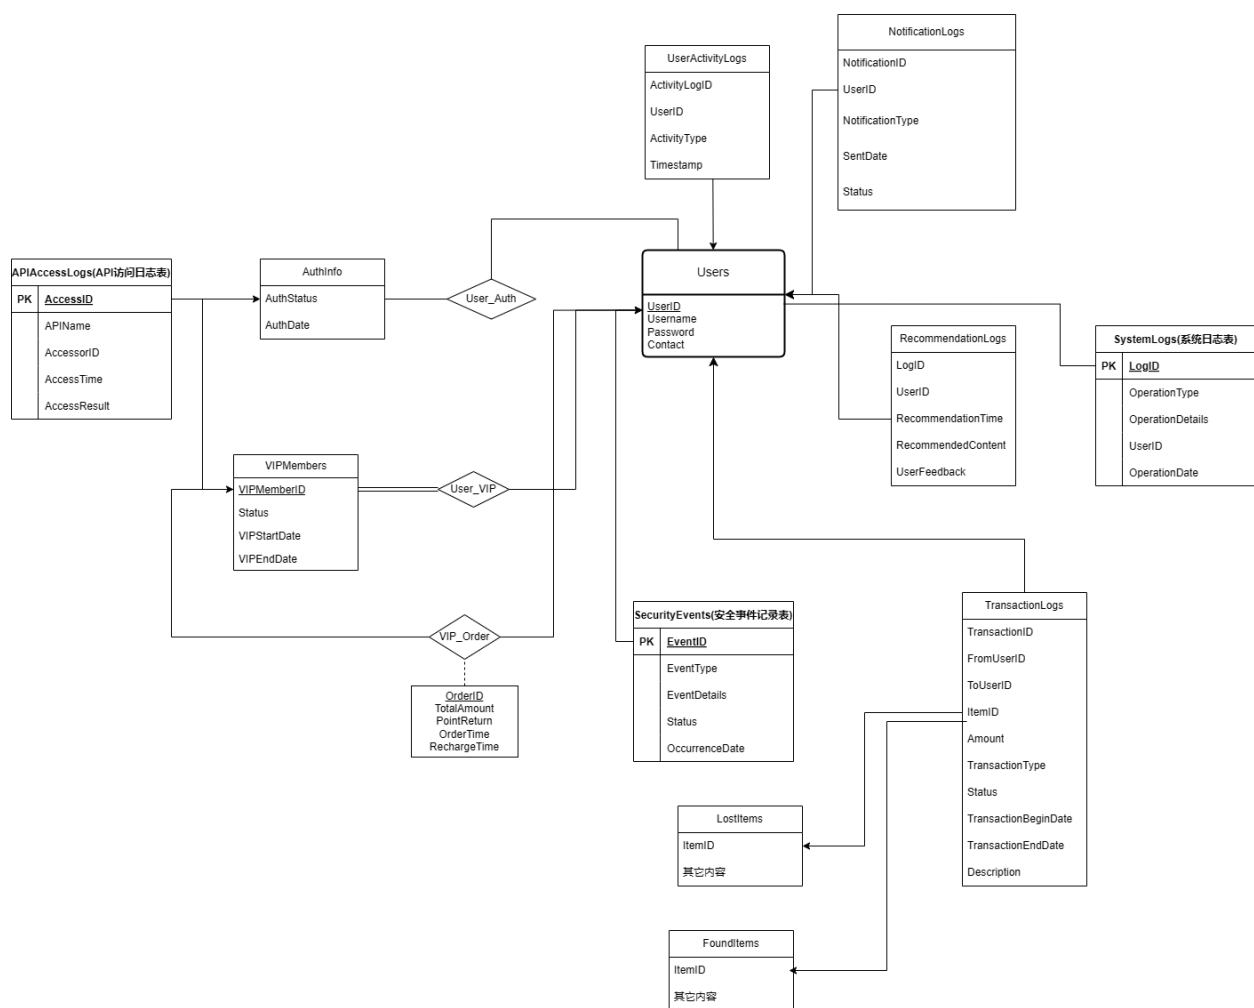 NotificationLogs
NotificationID
UserID
NotificationType
SentDate
Status
UserActivityLogs
ActivityLogID
UserID
ActivityType
Timestamp
APIAccessLogs(API访问日志表)
PK AccessID
APIName
AccessorID
AccessTime
AccessResult
AuthInfo
AuthStatus
AuthDate
User_Auth
Users
UserID
Username
Password
Contact
RecommendationLogs
LogID
UserID
RecommendationTime
RecommendedContent
UserFeedback
SystemLogs(系统日志表)
PK LogID
OperationType
OperationDetails
UserID
OperationDate
VIPMembers
VIPMemberID
Status
VIPStartDate
VIPEndDate
User_VIP
VIP_Order
OrderID
TotalAmount
PointReturn
OrderTime
RechargeTime
SecurityEvents(安全事件记录表)
PK EventID
EventType
EventDetails
Status
OccurrenceDate
TransactionLogs
TransactionID
FromUserID
ToUserID
ItemID
Amount
TransactionType
Status
TransactionBeginDate
TransactionEndDate
Description
LostItems
ItemID
其它内容
FoundItems
ItemID
其它内容